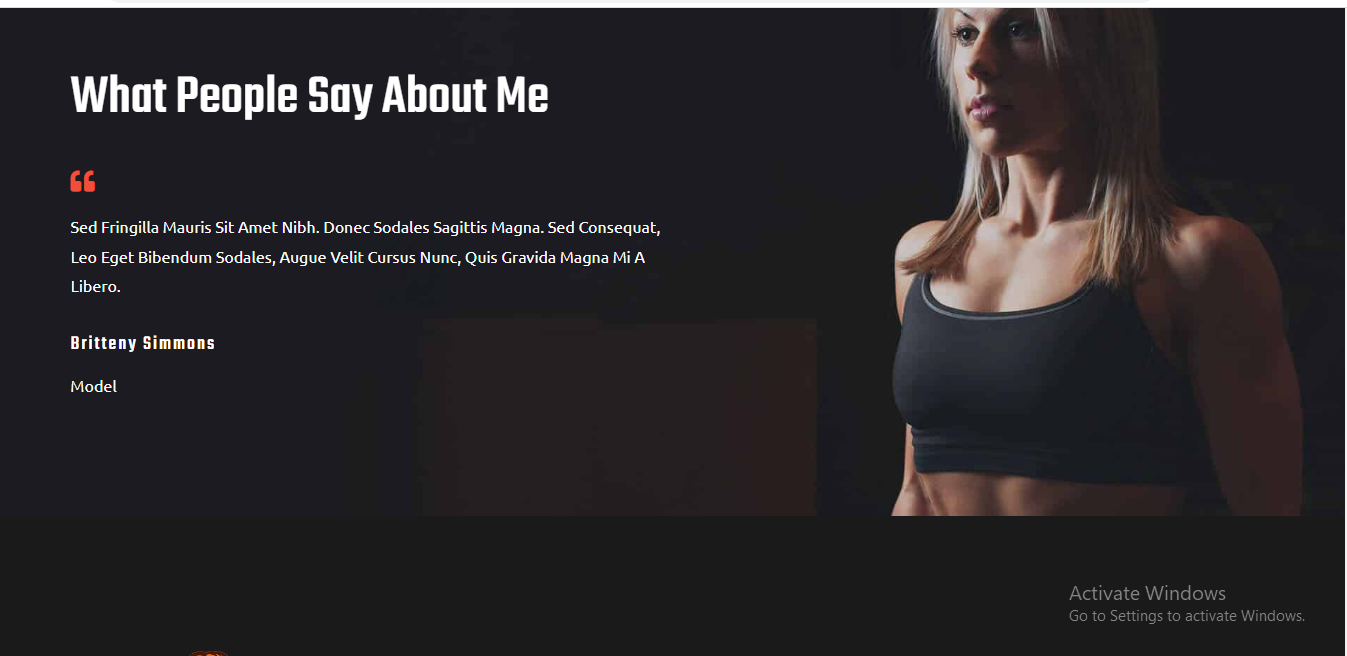 What People Say About Me
“
Sed Fringilla Mauris Sit Amet Nibh. Donec Sodales Sagittis Magna. Sed Consequat,
Leo Eget Bibendum Sodales, Augue Velit Cursus Nunc, Quis Gravida Magna Mi A
Libero.
Britteny Simmons
Model
Activate Windows
Go to Settings to activate Windows.